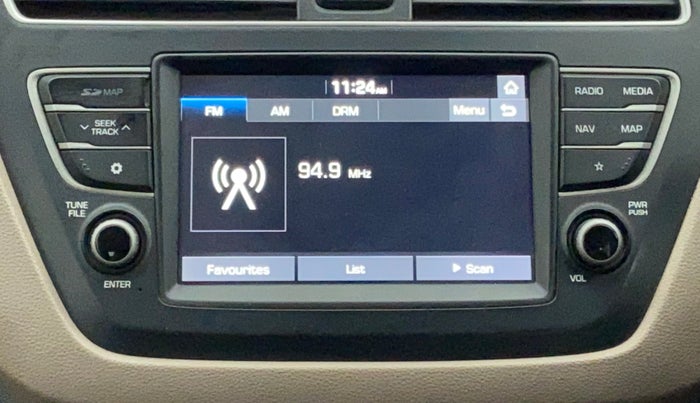 11:24 AM
FM AM DRM Menu
94.9 MHz
Favourites List Scan
SD MAP
SEEK
TRACK
TUNE
FILE
ENTER
RADIO MEDIA
NAV MAP
PWR
PUSH
VOL